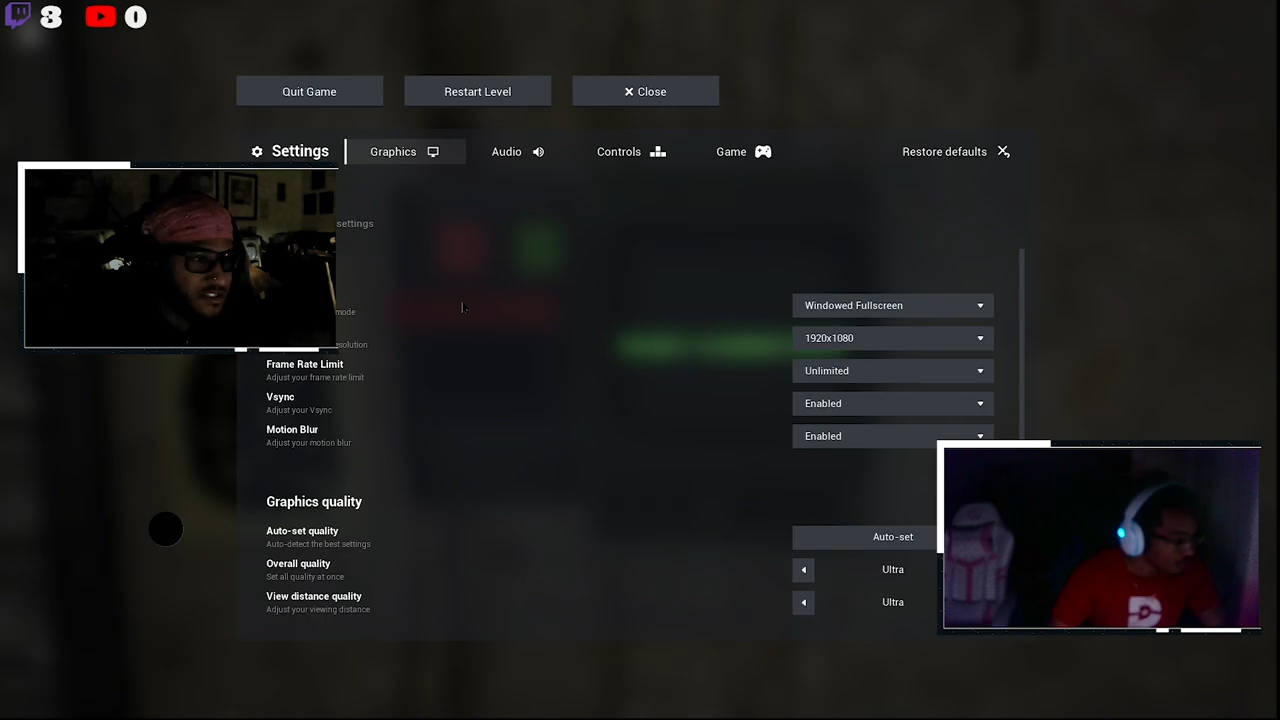 3 0
Quit Game Restart Level Close
Settings Graphics Audio Controls Game Restore defaults
settings
mode Windowed Fullscreen
esolution 1920x1080
Frame Rate Limit Unlimited
Adjust your frame rate limit
Vsync Enabled
Adjust your Vsync
Motion Blur Enabled
Adjust your motion blur
Graphics quality
Auto-set quality Auto-set
Auto-detect the best settings
Overall quality Ultra
Set all quality at once
View distance quality Ultra
Adjust your viewing distance